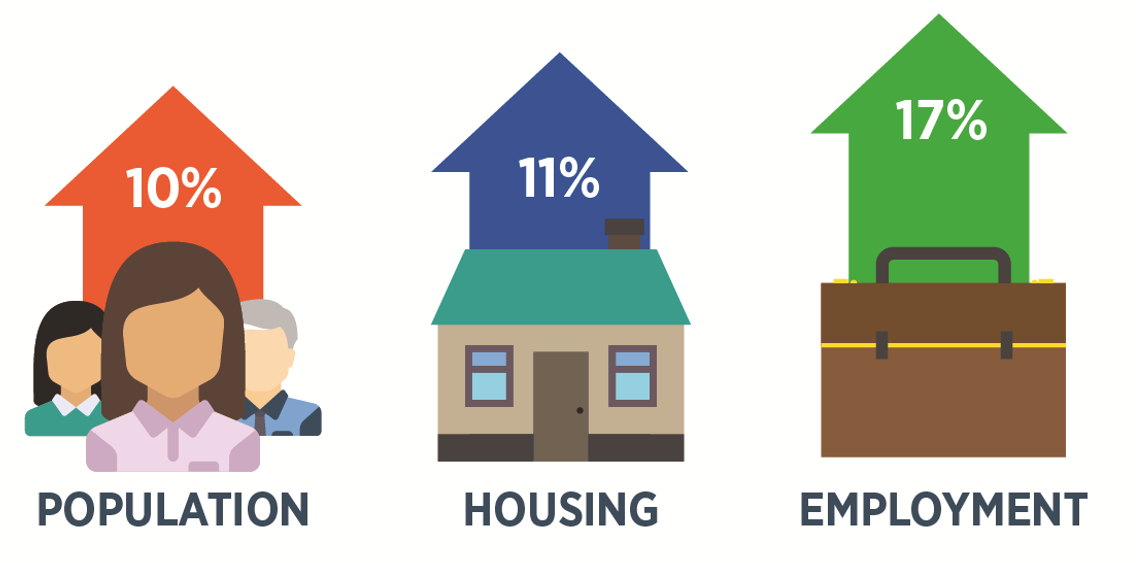 10%
11%
17%
POPULATION
HOUSING
EMPLOYMENT